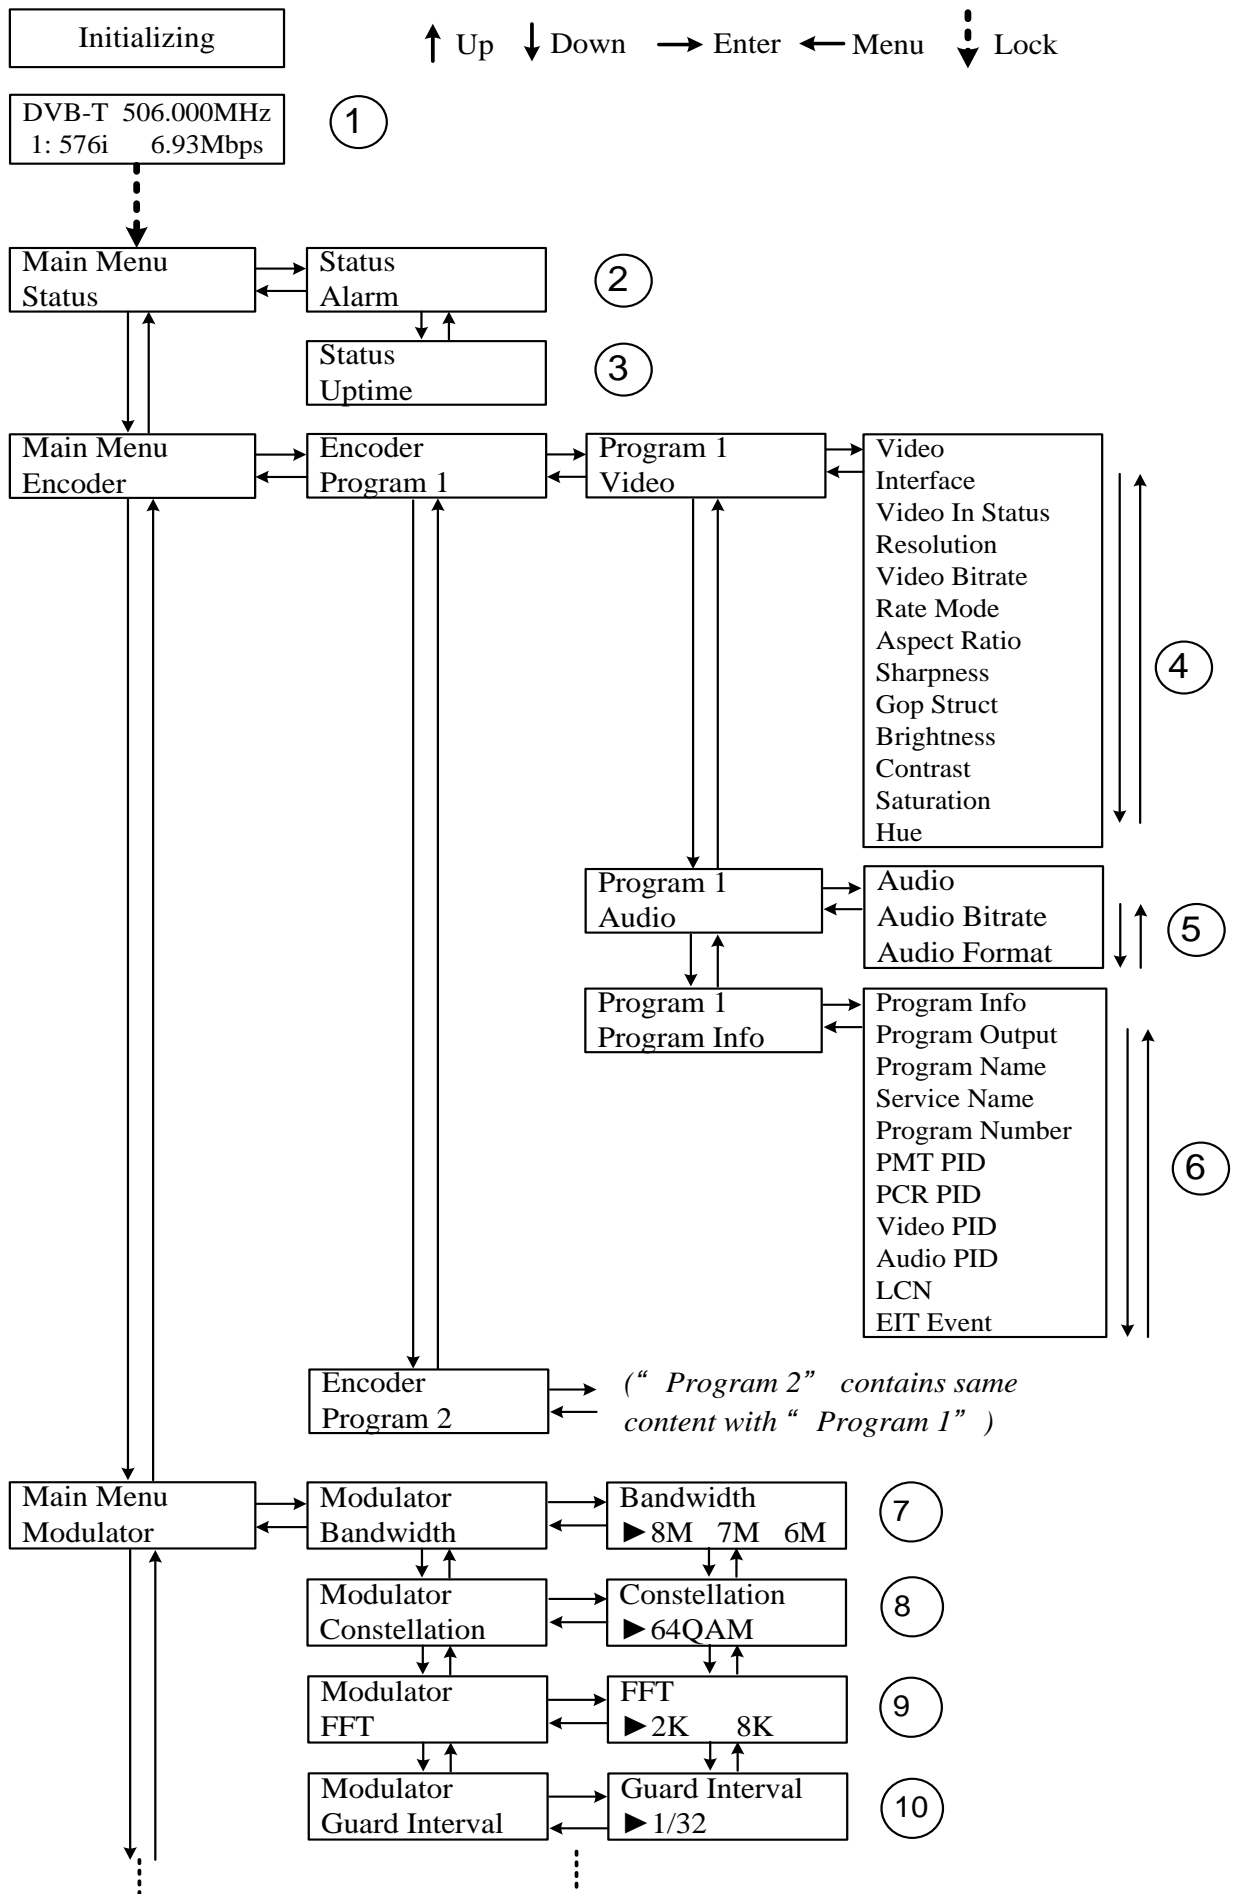 Initializing
Up Down Enter Menu Lock
DVB-T 506.000MHz
1: 576i 6.93Mbps
1
Main Menu
Status
Status
Alarm
2
Status
Uptime
3
Main Menu
Encoder
Encoder
Program 1
Program 1
Video
Video
Interface
Video In Status
Resolution
Video Bitrate
Rate Mode
Aspect Ratio
Sharpness
Gop Struct
Brightness
Contrast
Saturation
Hue
4
Program 1
Audio
Audio
Audio Bitrate
Audio Format
5
Program 1
Program Info
Program Info
Program Output
Program Name
Service Name
Program Number
PMT PID
PCR PID
Video PID
Audio PID
LCN
EIT Event
6
Encoder
Program 2
(“ Program 2” contains same
content with “ Program 1” )
Main Menu
Modulator
Modulator
Bandwidth
Bandwidth
►8M 7M 6M
7
Modulator
Constellation
Constellation
►64QAM
8
Modulator
FFT
FFT
►2K 8K
9
Modulator
Guard Interval
Guard Interval
►1/32
10